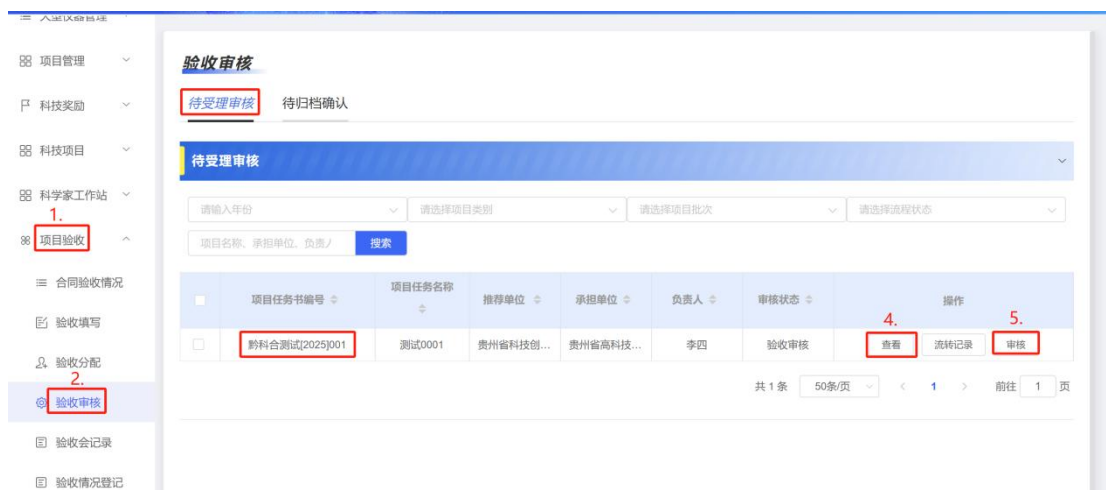 大型仪器管理
项目管理
科技奖励
科技项目
科学家工作站
1.
项目验收
合同验收情况
验收填写
验收分配
2.
验收审核
验收会记录
验收情况登记
验收审核
待受理审核 待归档确认
待受理审核
请输入年份 请选择项目类别 请选择项目批次 请选择流程状态
项目名称、承担单位、负责人 搜索
项目任务书编号 项目任务名称 推荐单位 承担单位 负责人 审核状态 操作
4. 5.
黔科合测试[2025]001 测试0001 贵州省科技创... 贵州省高科技... 李四 验收审核 查看 流转记录 审核
共 1 条 50条/页 < 1 > 前往 1 页